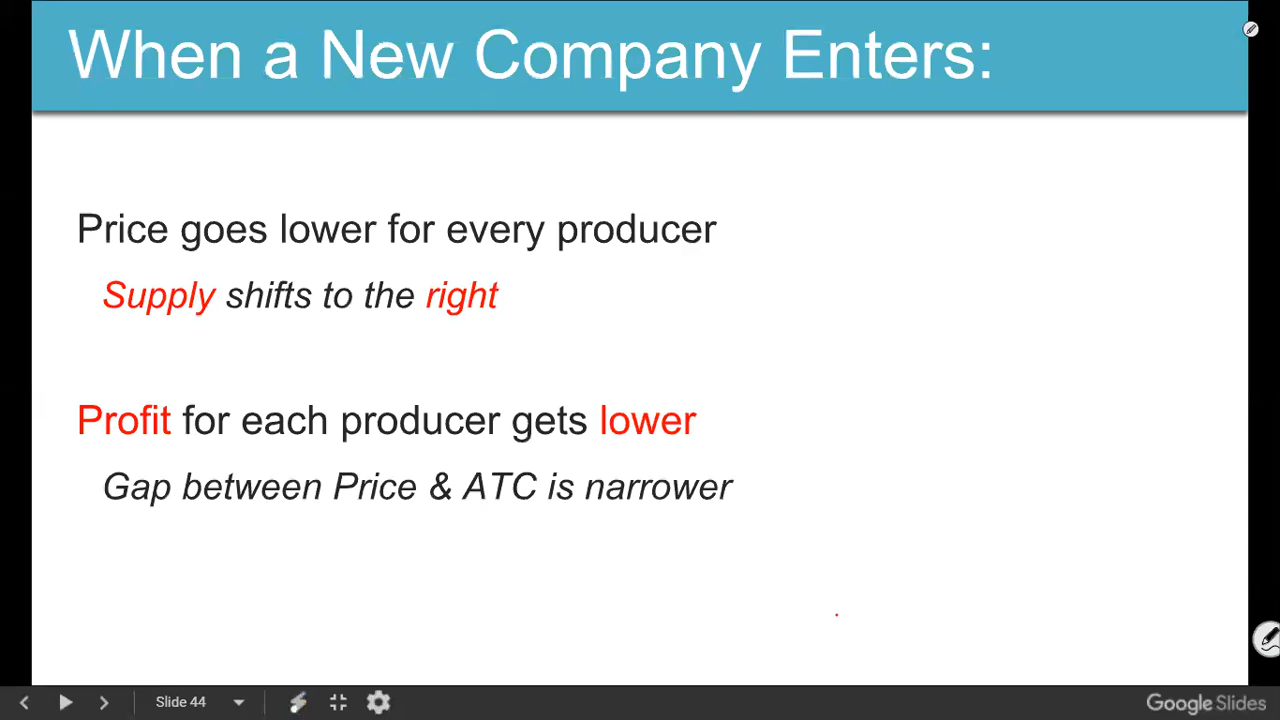 When a New Company Enters:
Price goes lower for every producer
Supply shifts to the right
Profit for each producer gets lower
Gap between Price & ATC is narrower
Slide 44
Google Slides